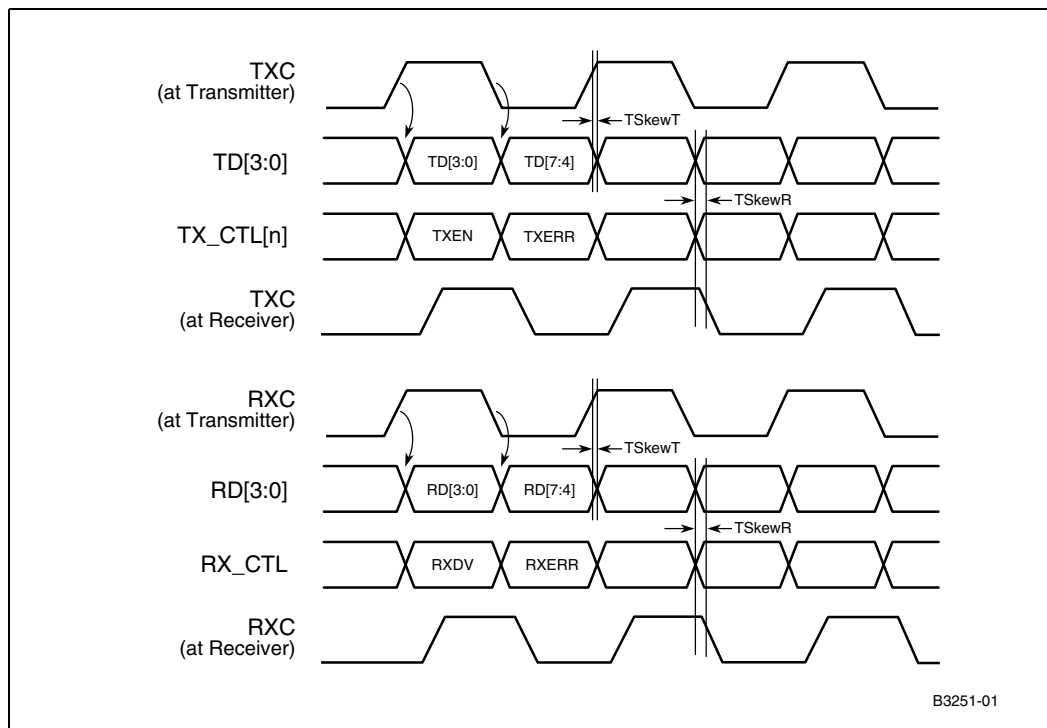 TXC
(at Transmitter)
TSkewT
TD[3:0]
TD[3:0]
TD[7:4]
TSkewR
TX_CTL[n]
TXEN
TXERR
TXC
(at Receiver)
RXC
(at Transmitter)
TSkewT
RD[3:0]
RD[3:0]
RD[7:4]
TSkewR
RX_CTL
RXDV
RXERR
RXC
(at Receiver)
B3251-01